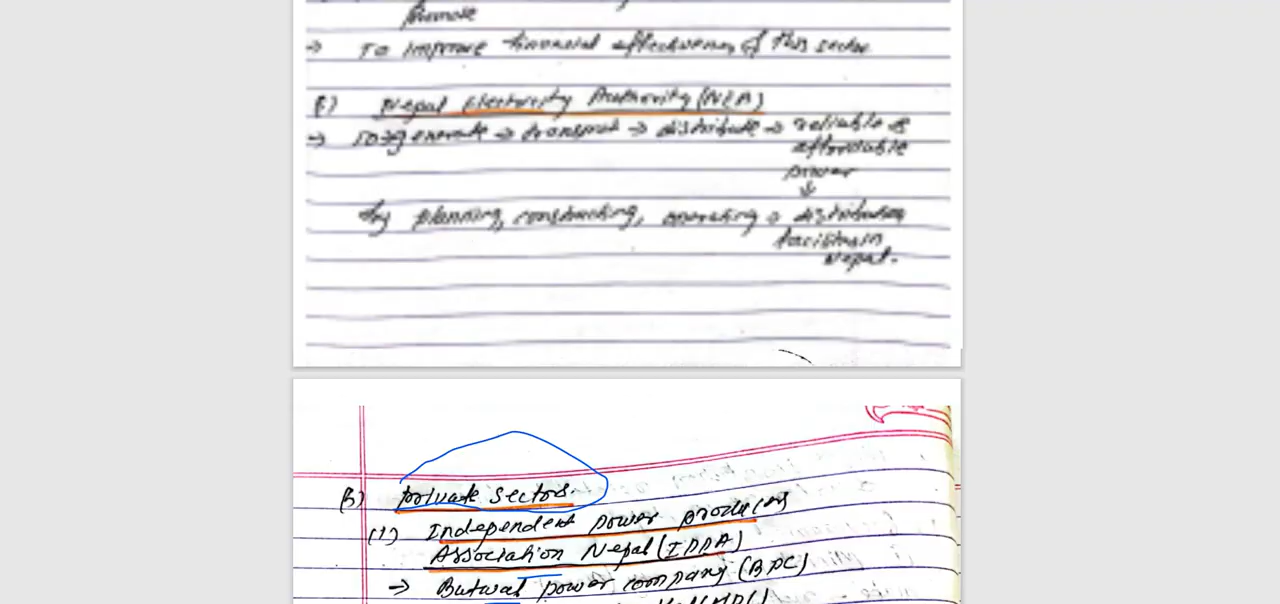 promote
→ To improve financial effectiveness of this sector
E) Nepal Electricity Authority (NEA)
→ To generate → transport → distribute → reliable &
affordable
power
↓
by planning, constructing, operating & distribution
facilities in
Nepal.
B) private sectors.
(1) Independent power producers
Association Nepal (IPPA)
→ Butwal power company (BPC)